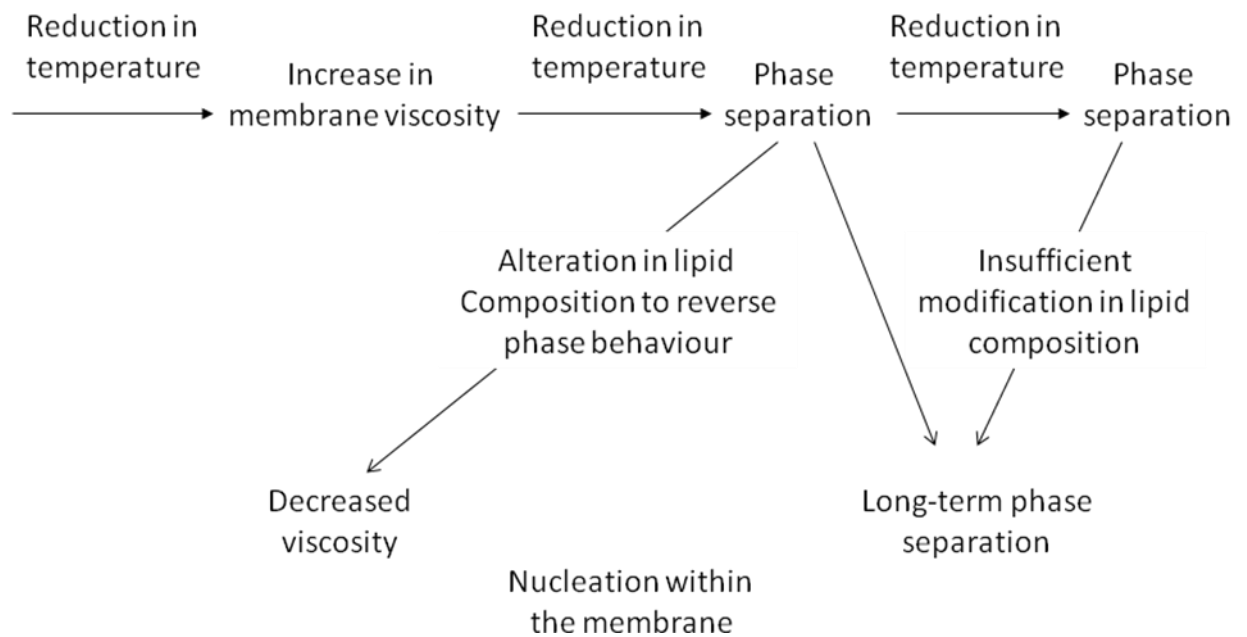 Reduction in
temperature
Increase in
membrane viscosity
Reduction in
temperature
Phase
separation
Reduction in
temperature
Phase
separation
Alteration in lipid
Composition to reverse
phase behaviour
Insufficient
modification in lipid
composition
Decreased
viscosity
Long-term phase
separation
Nucleation within
the membrane